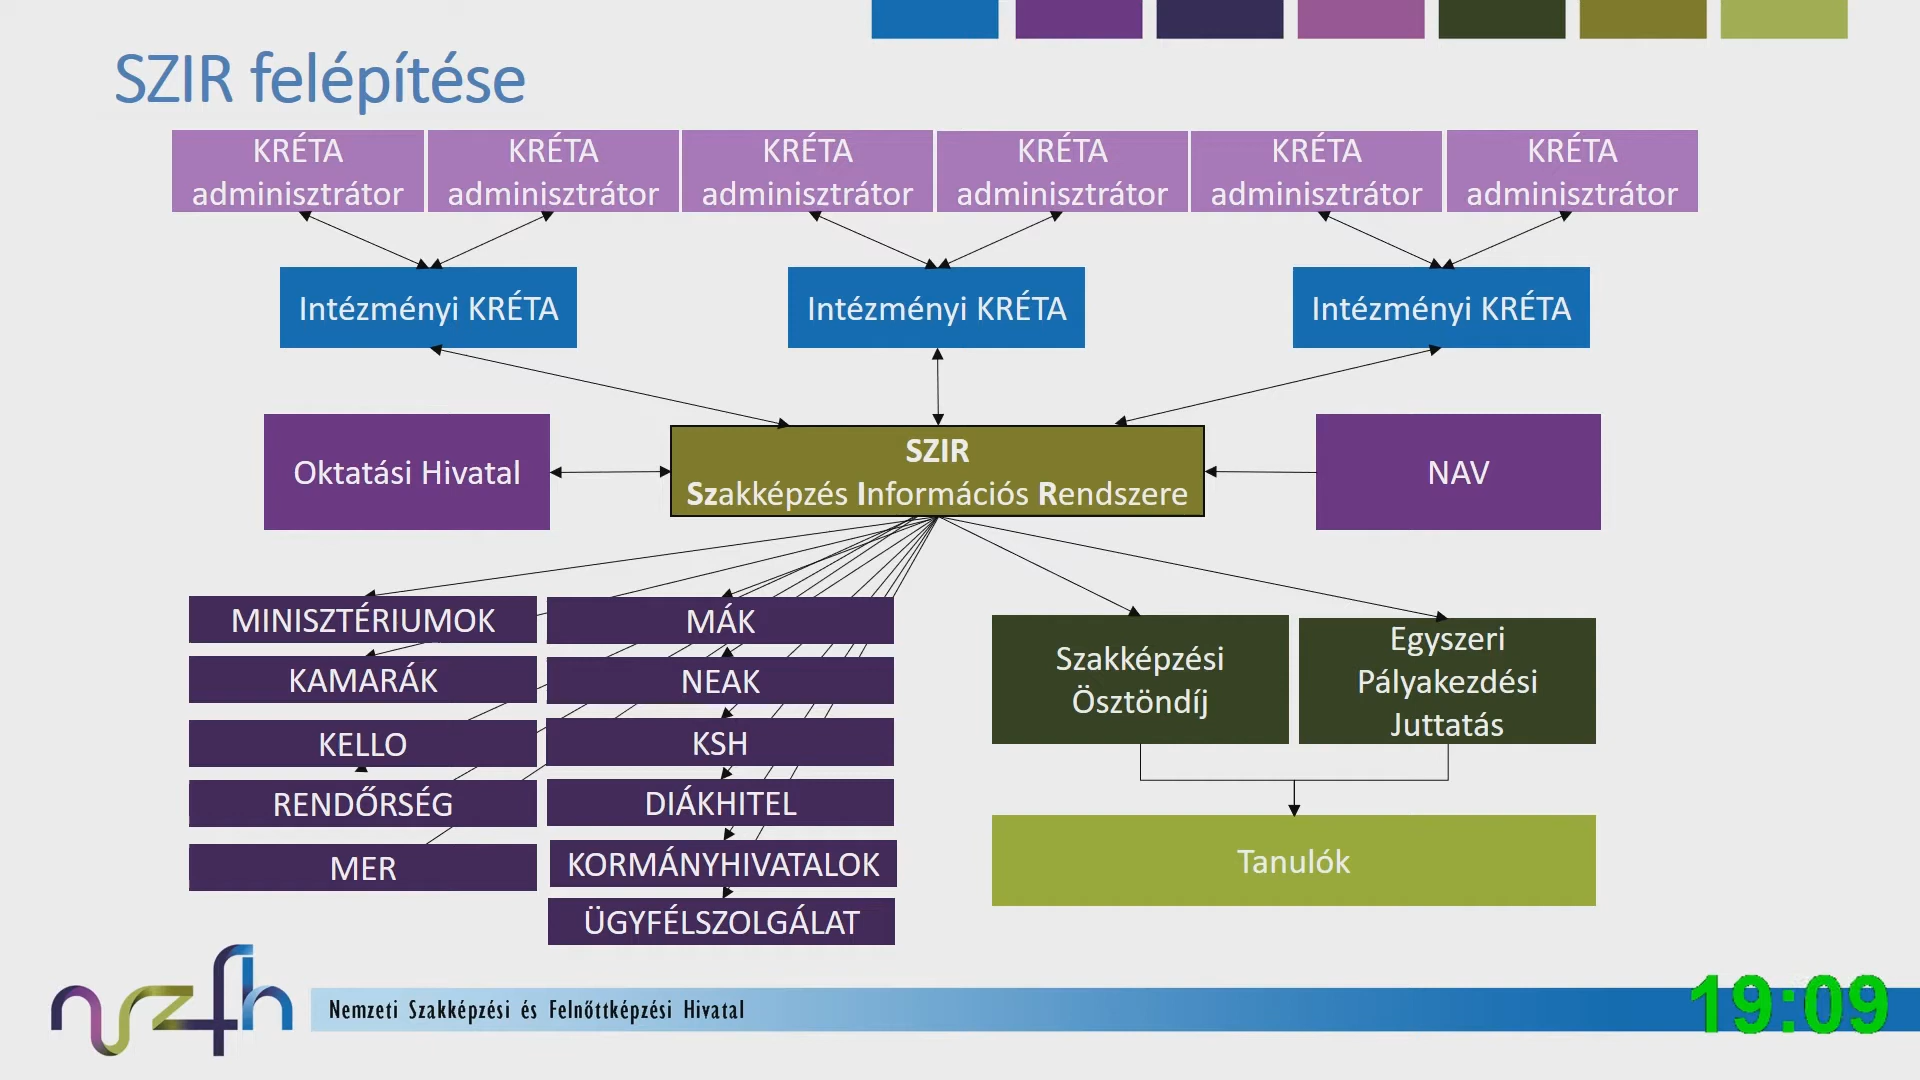 SZIR felépítése
KRÉTA
adminisztrátor
KRÉTA
adminisztrátor
KRÉTA
adminisztrátor
KRÉTA
adminisztrátor
KRÉTA
adminisztrátor
KRÉTA
adminisztrátor
Intézményi KRÉTA
Intézményi KRÉTA
Intézményi KRÉTA
Oktatási Hivatal
SZIR
Szakképzés Információs Rendszere
NAV
MINISZTÉRIUMOK
KAMARÁK
KELLO
RENDŐRSÉG
MER
MÁK
NEAK
KSH
DIÁKHITEL
KORMÁNYHIVATALOK
ÜGYFÉLSZOLGÁLAT
Szakképzési
Ösztöndíj
Egyszeri
Pályakezdési
Juttatás
Tanulók
nszfh
Nemzeti Szakképzési és Felnőttképzési Hivatal
19:09